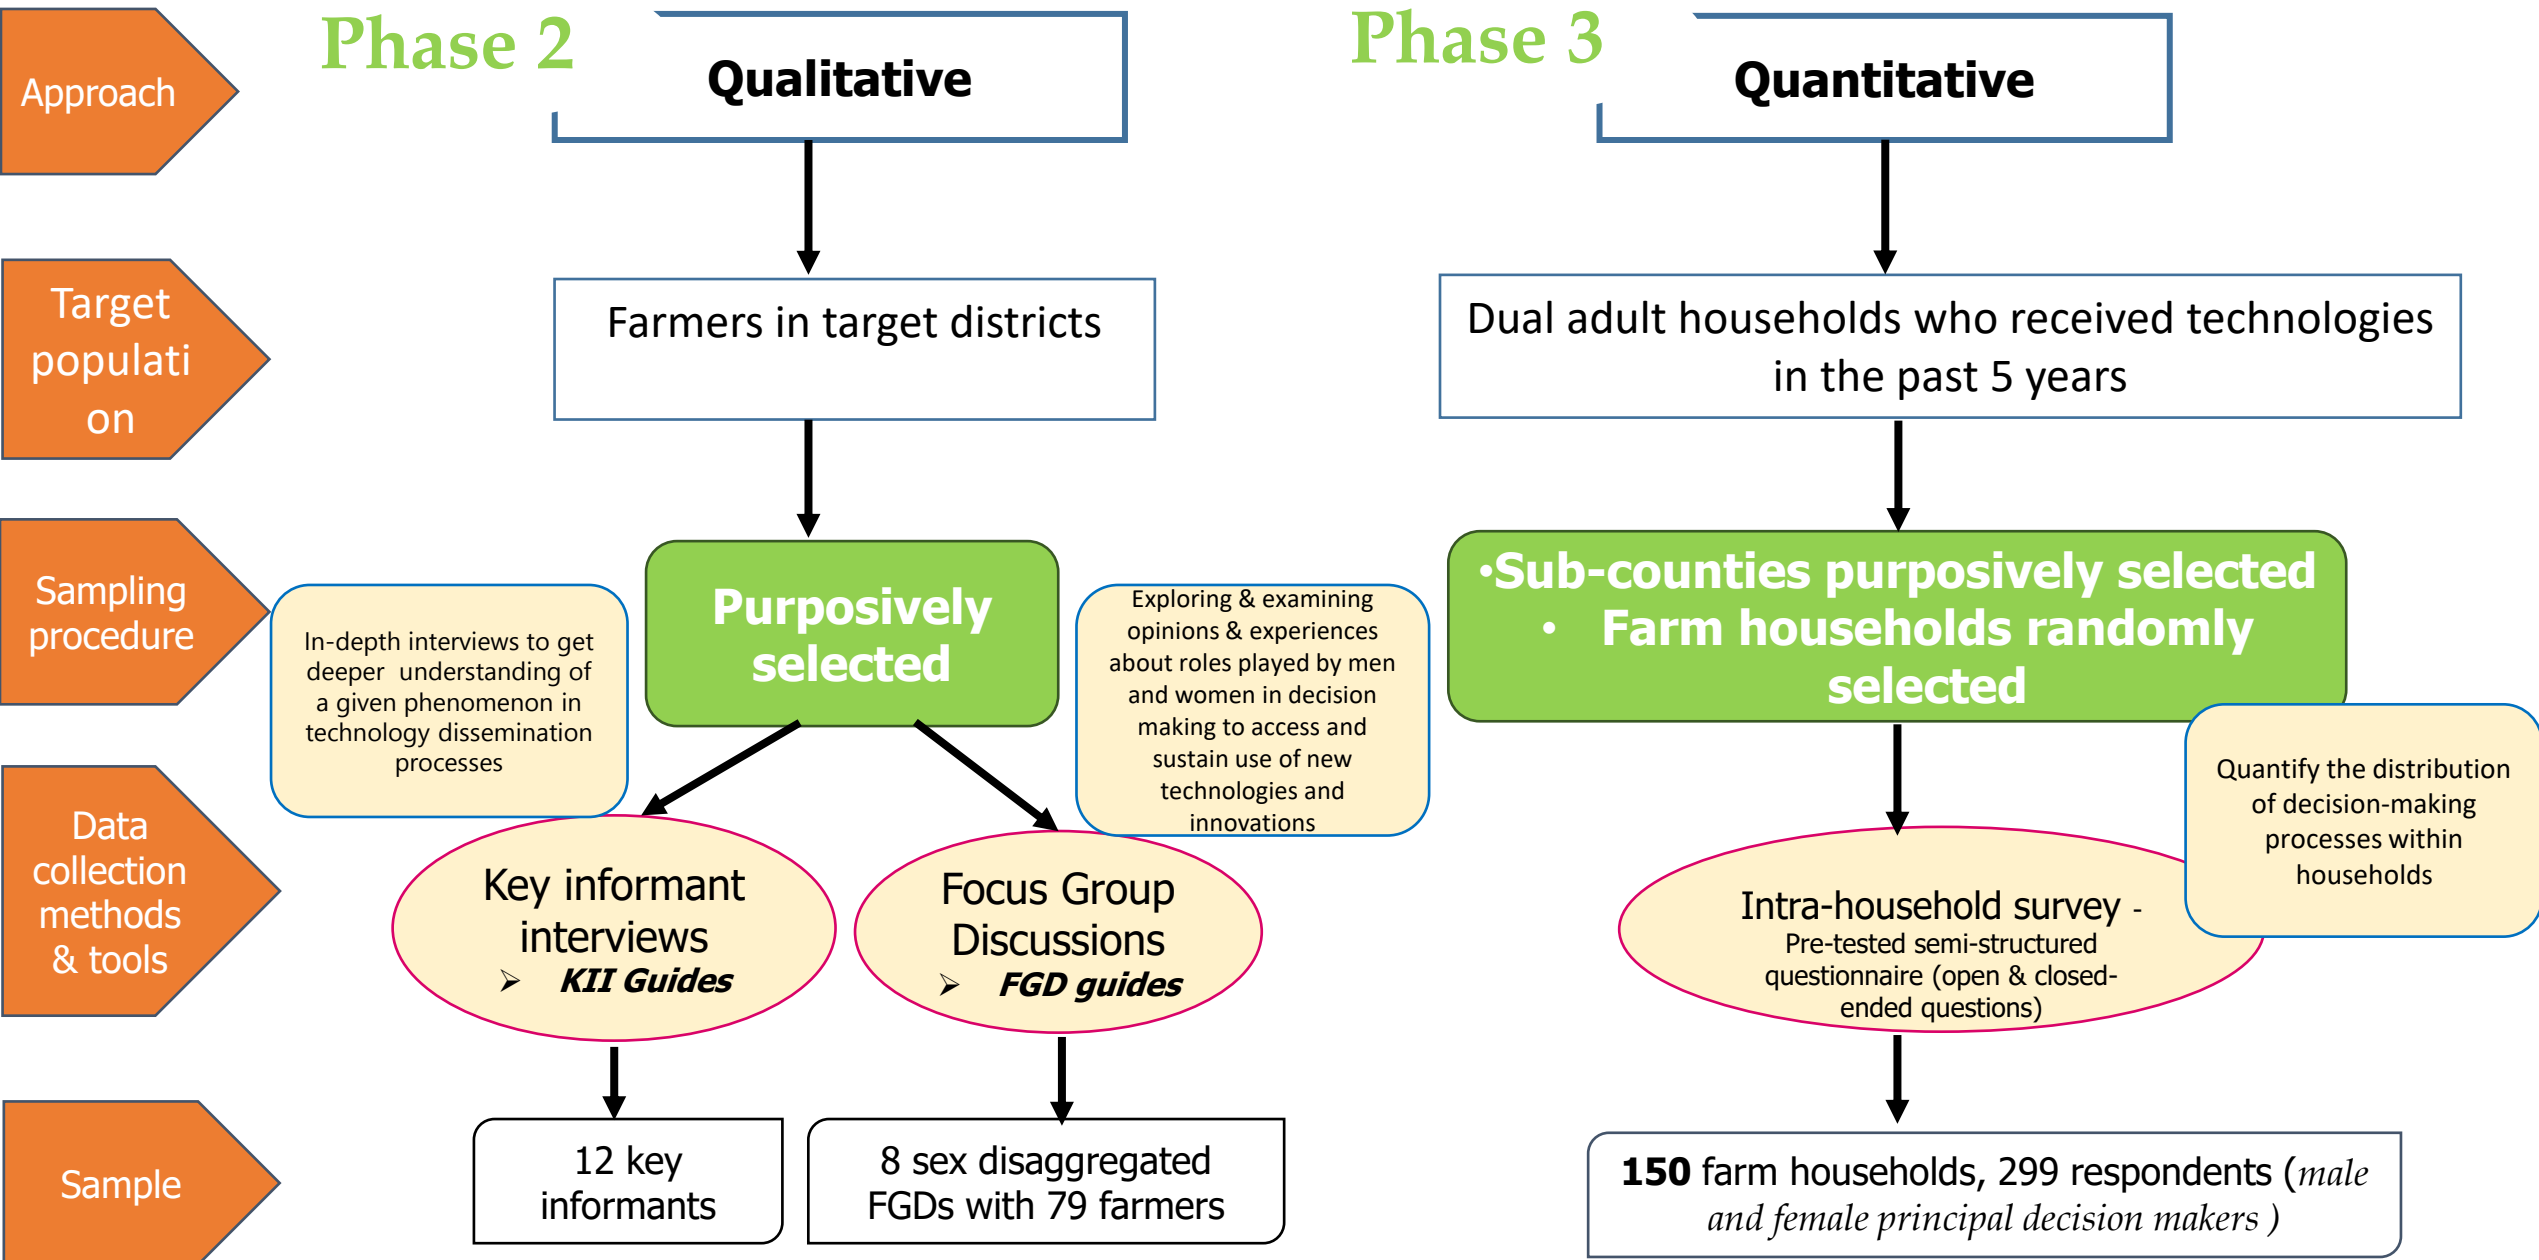 Phase 2
Phase 3
Approach
Qualitative
Quantitative
Target
populati
on
Farmers in target districts
Dual adult households who received technologies
in the past 5 years
Sampling
procedure
In-depth interviews to get
deeper understanding of
a given phenomenon in
technology dissemination
processes
Purposively
selected
Exploring & examining
opinions & experiences
about roles played by men
and women in decision
making to access and
sustain use of new
technologies and
innovations
•Sub-counties purposively selected
• Farm households randomly
selected
Quantify the distribution
of decision-making
processes within
households
Data
collection
methods
& tools
Key informant
interviews
➢ KII Guides
Focus Group
Discussions
➢ FGD guides
Intra-household survey -
Pre-tested semi-structured
questionnaire (open & closed-
ended questions)
Sample
12 key
informants
8 sex disaggregated
FGDs with 79 farmers
150 farm households, 299 respondents (male
and female principal decision makers )